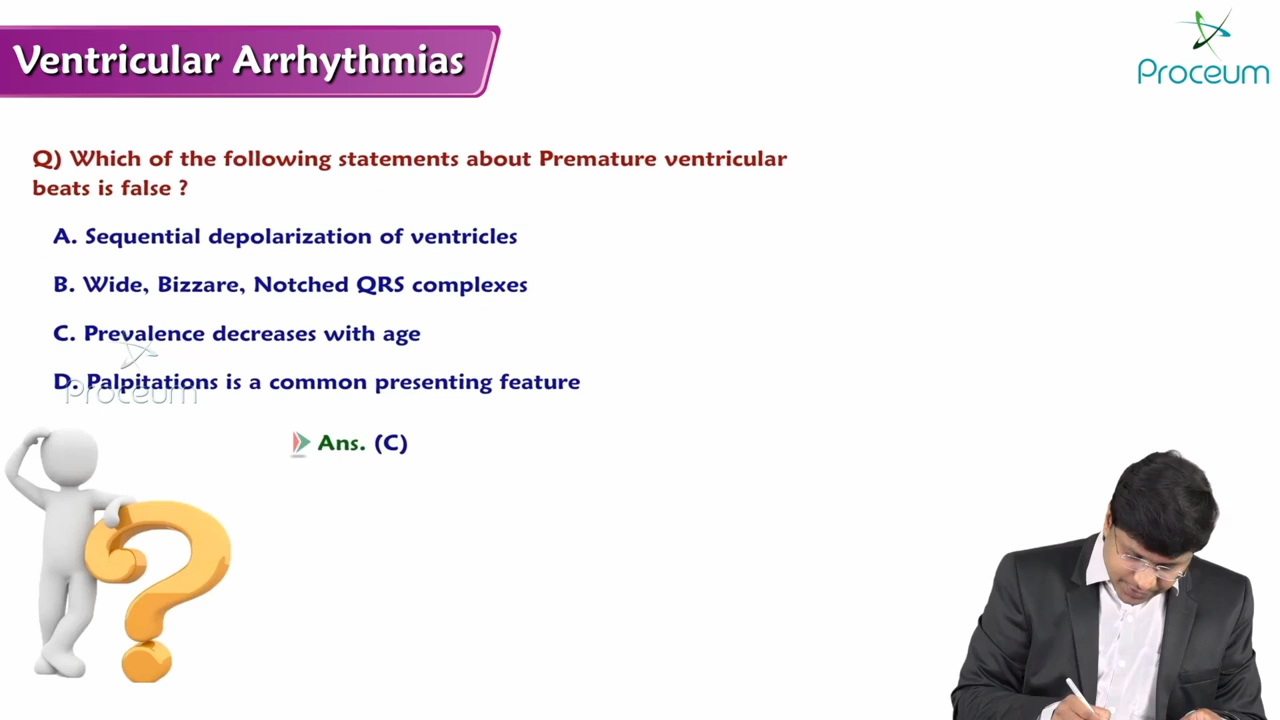 Ventricular Arrhythmias
Proceum
Q) Which of the following statements about Premature ventricular
beats is false ?
A. Sequential depolarization of ventricles
B. Wide, Bizzare, Notched QRS complexes
C. Prevalence decreases with age
D. Palpitations is a common presenting feature
Proceum
Ans. (C)